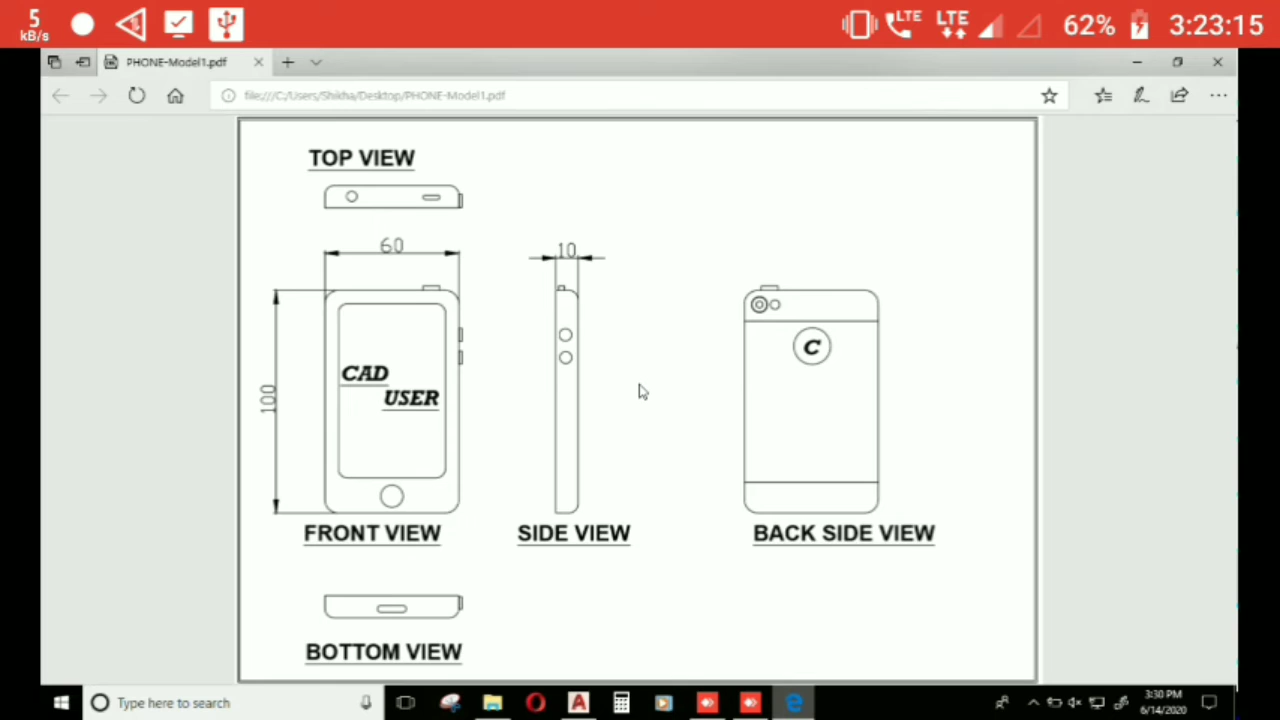 5
kB/s
LTE
LTE
62%
3:23:15
PHONE-Model1.pdf
file:///C:/Users/Shikha/Desktop/PHONE-Model1.pdf
TOP VIEW
60
10
100
CAD
USER
C
FRONT VIEW
SIDE VIEW
BACK SIDE VIEW
BOTTOM VIEW
Type here to search
A
3:30 PM
6/14/2020